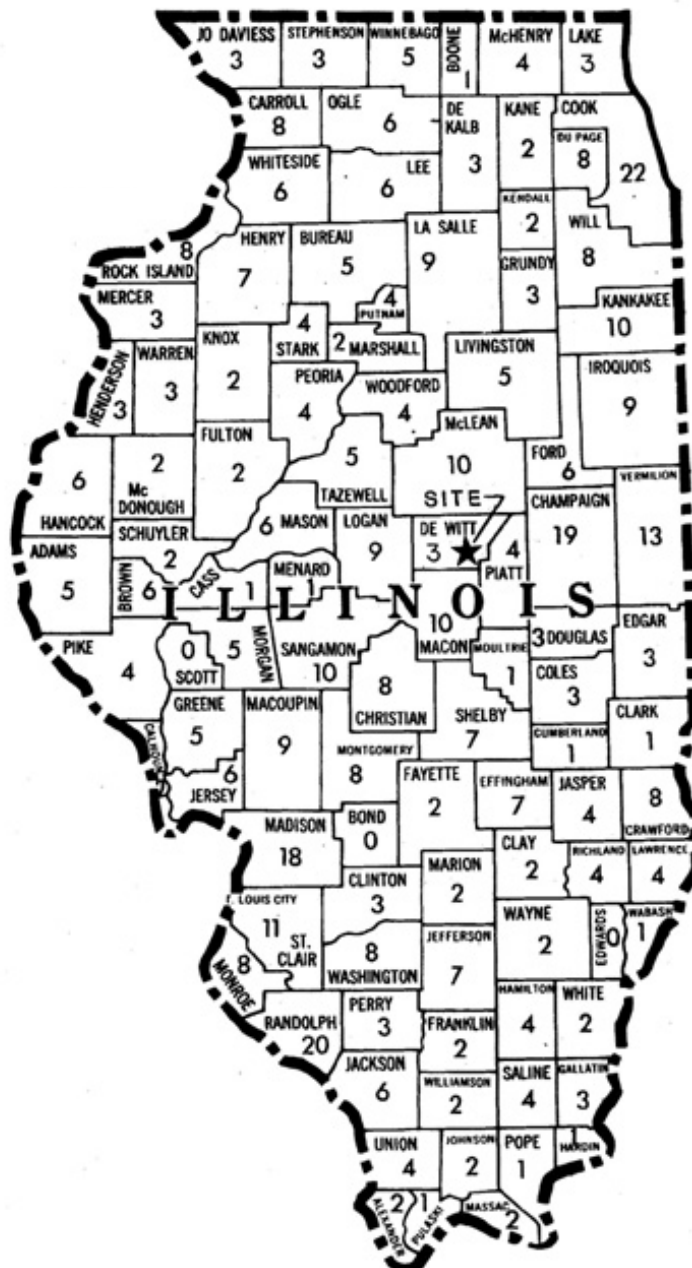 JO DAVIESS
3
STEPHENSON
3
WINNEBAGO
5
BOONE
1
McHENRY
4
LAKE
3
CARROLL
8
OGLE
6
DE
KALB
3
KANE
2
COOK
22
DU PAGE
8
WHITESIDE
6
LEE
6
KENDALL
2
WILL
8
8
ROCK ISLAND
HENRY
7
BUREAU
5
LA SALLE
9
GRUNDY
3
4
PUTNAM
KANKAKEE
10
MERCER
3
KNOX
2
4
STARK
2
MARSHALL
LIVINGSTON
5
IROQUOIS
9
HENDERSON
3
WARREN
3
PEORIA
4
WOODFORD
4
McLEAN
10
FORD
6
FULTON
2
5
TAZEWELL
VERMILION
13
6
HANCOCK
2
Mc
DONOUGH
6
MASON
LOGAN
9
SITE
DE WITT
3
4
PIATT
CHAMPAIGN
19
ADAMS
5
SCHUYLER
2
BROWN
6
CASS
1
MENARD
1
ILLINOIS
10
MACON
MOULTRIE
1
3
DOUGLAS
EDGAR
3
PIKE
4
0
SCOTT
5
MORGAN
SANGAMON
10
8
CHRISTIAN
SHELBY
7
COLES
3
CUMBERLAND
1
CLARK
1
GREENE
5
MACOUPIN
9
MONTGOMERY
8
CALHOUN
6
JERSEY
FAYETTE
2
EFFINGHAM
7
JASPER
4
8
CRAWFORD
MADISON
18
BOND
0
CLAY
2
RICHLAND
4
LAWRENCE
4
MARION
2
CLINTON
3
LOUIS CITY
11
ST.
CLAIR
WAYNE
2
EDWARDS
0
WABASH
1
8
MONROE
8
WASHINGTON
JEFFERSON
7
HAMILTON
4
WHITE
2
RANDOLPH
20
PERRY
3
FRANKLIN
2
JACKSON
6
WILLIAMSON
2
SALINE
4
GALLATIN
3
UNION
4
JOHNSON
2
POPE
1
1
HARDIN
2
ALEXANDER
1
PULASKI
MASSAC
2